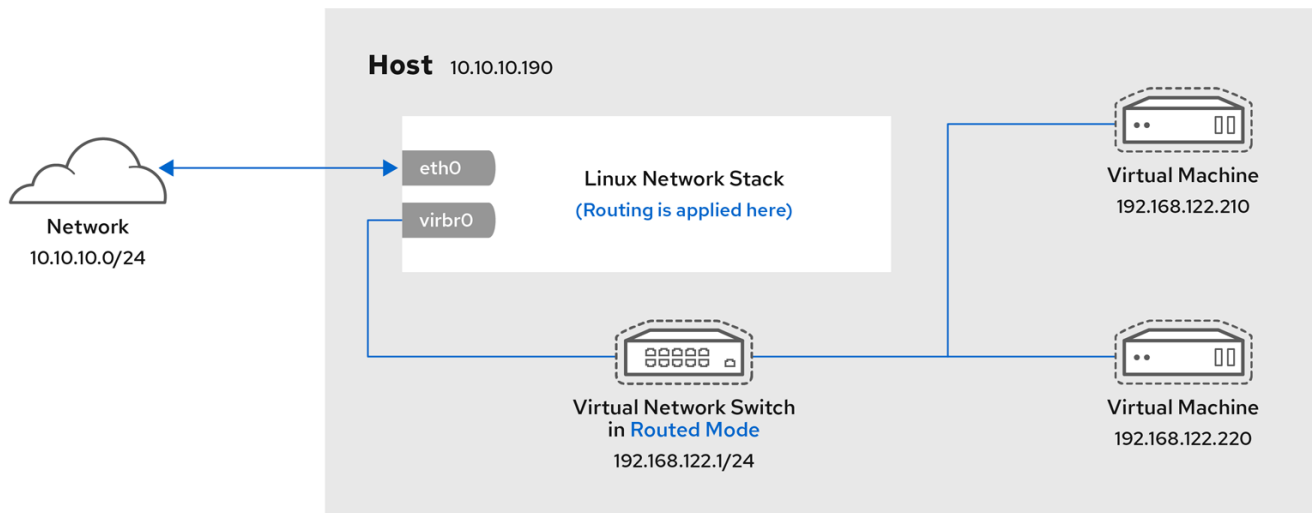 Host 10.10.10.190
eth0
Linux Network Stack
(Routing is applied here)
virbr0
Network
10.10.10.0/24
Virtual Machine
192.168.122.210
Virtual Network Switch
in Routed Mode
192.168.122.1/24
Virtual Machine
192.168.122.220